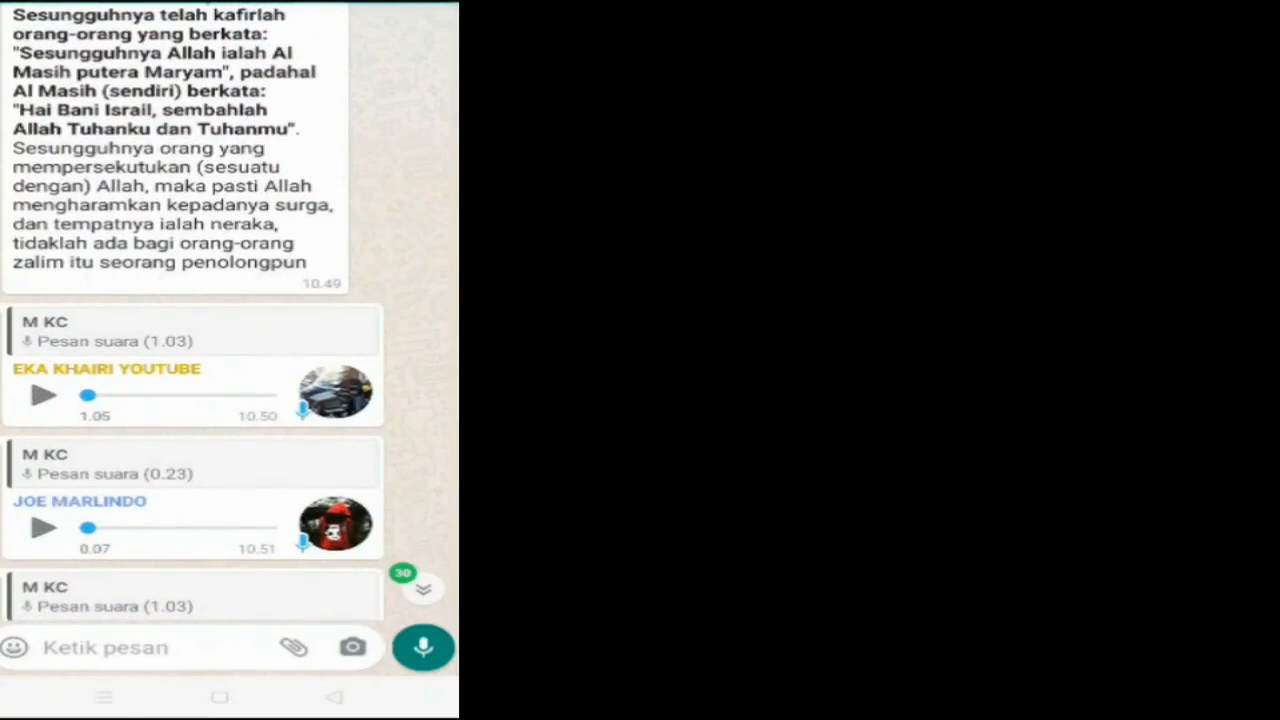 Sesungguhnya telah kafirlah
orang-orang yang berkata:
"Sesungguhnya Allah ialah Al
Masih putera Maryam", padahal
Al Masih (sendiri) berkata:
"Hai Bani Israil, sembahlah
Allah Tuhanku dan Tuhanmu".
Sesungguhnya orang yang
mempersekutukan (sesuatu
dengan) Allah, maka pasti Allah
mengharamkan kepadanya surga,
dan tempatnya ialah neraka,
tidaklah ada bagi orang-orang
zalim itu seorang penolongpun
10.49
M KC
Pesan suara (1.03)
EKA KHAIRI YOUTUBE
1.05 10.50
M KC
Pesan suara (0.23)
JOE MARLINDO
0.07 10.51
30
M KC
Pesan suara (1.03)
Ketik pesan